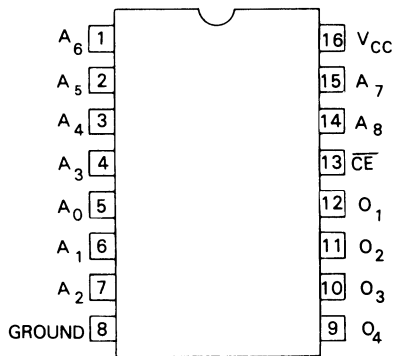 A6 1 16 VCC
A5 2 15 A7
A4 3 14 A8
A3 4 13 C̅E̅
A0 5 12 O1
A1 6 11 O2
A2 7 10 O3
GROUND 8 9 O4